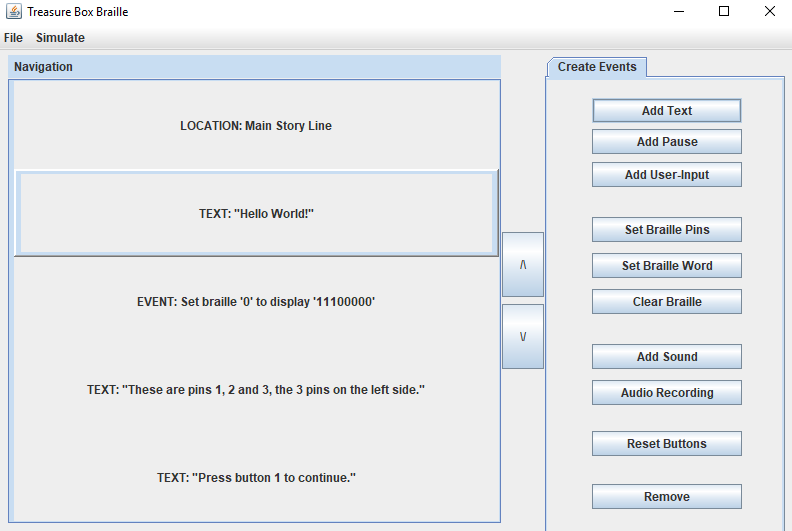 Treasure Box Braille
File Simulate
Navigation
LOCATION: Main Story Line
TEXT: "Hello World!"
EVENT: Set braille '0' to display '11100000'
TEXT: "These are pins 1, 2 and 3, the 3 pins on the left side."
TEXT: "Press button 1 to continue."
/\
\/
Create Events
Add Text
Add Pause
Add User-Input
Set Braille Pins
Set Braille Word
Clear Braille
Add Sound
Audio Recording
Reset Buttons
Remove